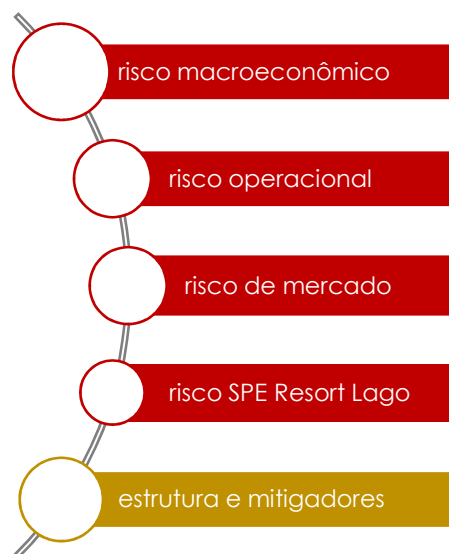 risco macroeconômico
risco operacional
risco de mercado
risco SPE Resort Lago
estrutura e mitigadores